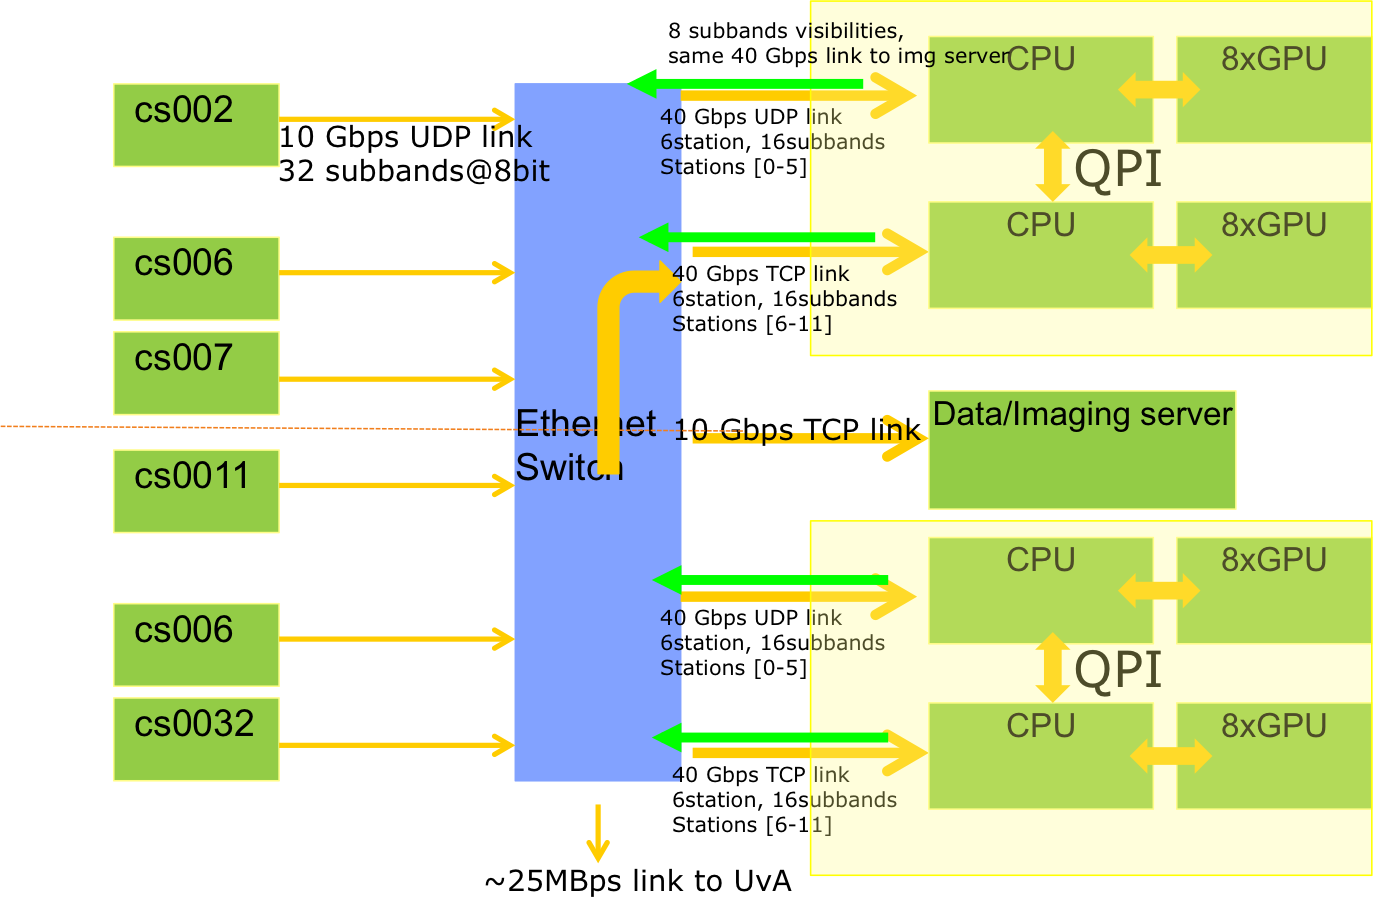 8 subbands visibilities,
same 40 Gbps link to img server
CPU
8xGPU
cs002
10 Gbps UDP link
32 subbands@8bit
40 Gbps UDP link
6station, 16subbands
Stations [0-5]
QPI
CPU
8xGPU
cs006
40 Gbps TCP link
6station, 16subbands
Stations [6-11]
cs007
Ethernet
Switch
10 Gbps TCP link
Data/Imaging server
cs0011
CPU
8xGPU
cs006
40 Gbps UDP link
6station, 16subbands
Stations [0-5]
QPI
cs0032
CPU
8xGPU
40 Gbps TCP link
6station, 16subbands
Stations [6-11]
~25MBps link to UvA